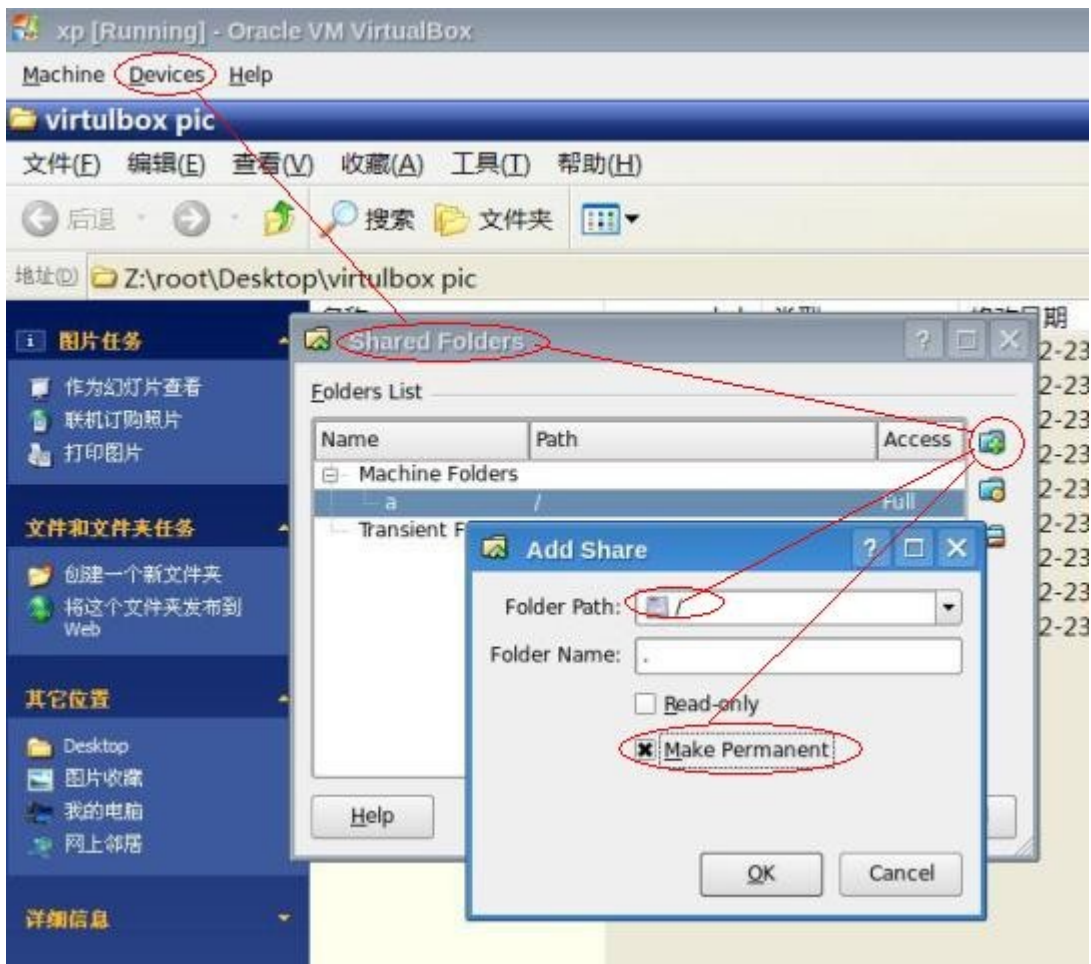 xp [Running] - Oracle VM VirtualBox
Machine Devices Help
virtulbox pic
文件(F) 编辑(E) 查看(V) 收藏(A) 工具(T) 帮助(H)
后退 搜索 文件夹
地址(D) Z:\root\Desktop\virtulbox pic
图片任务
作为幻灯片查看
联机订购照片
打印图片
文件和文件夹任务
创建一个新文件夹
将这个文件夹发布到
Web
其它位置
Desktop
图片收藏
我的电脑
网上邻居
详细信息
Shared Folders
Folders List
Name Path Access
Machine Folders
a / Full
Transient F
Help
Add Share
Folder Path: /
Folder Name: .
Read-only
Make Permanent
OK Cancel
期
2-23
2-23
2-23
2-23
2-23
2-23
2-23
2-23
2-23